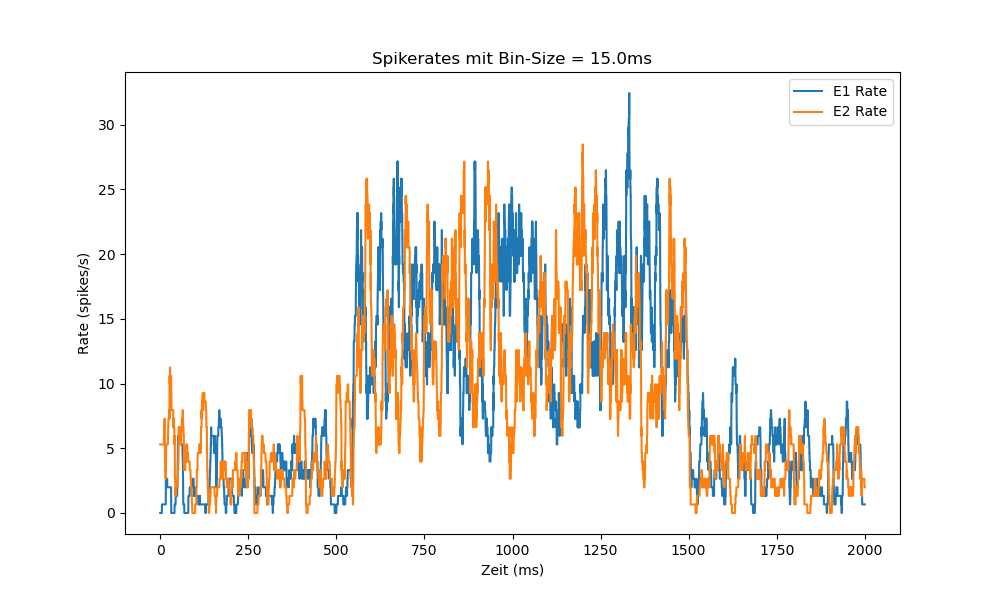 Spikerates mit Bin-Size = 15.0ms
E1 Rate
E2 Rate
Rate (spikes/s)
30
25
20
15
10
5
0
0 250 500 750 1000 1250 1500 1750 2000
Zeit (ms)